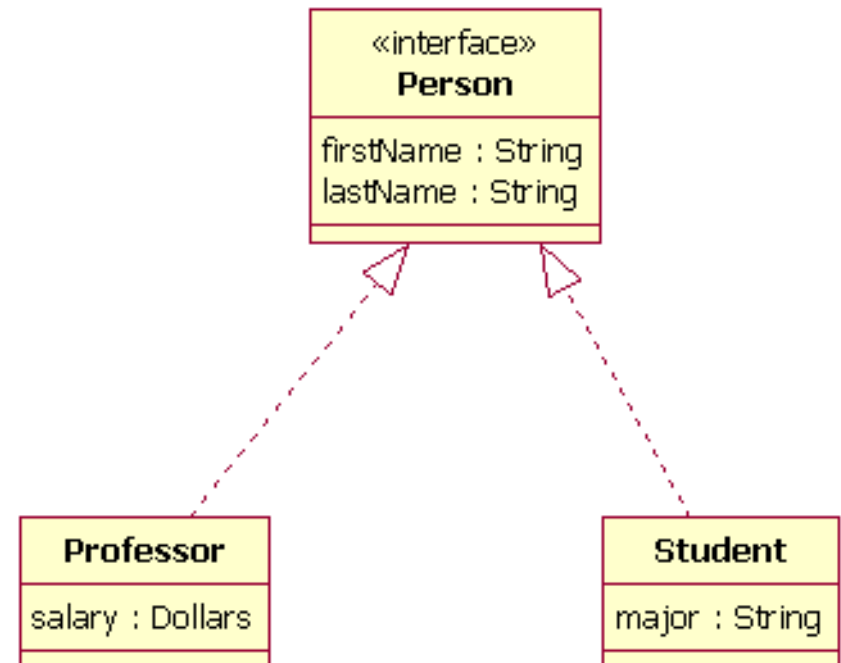 «interface»
Person
firstName : String
lastName : String
Professor
salary : Dollars
Student
major : String